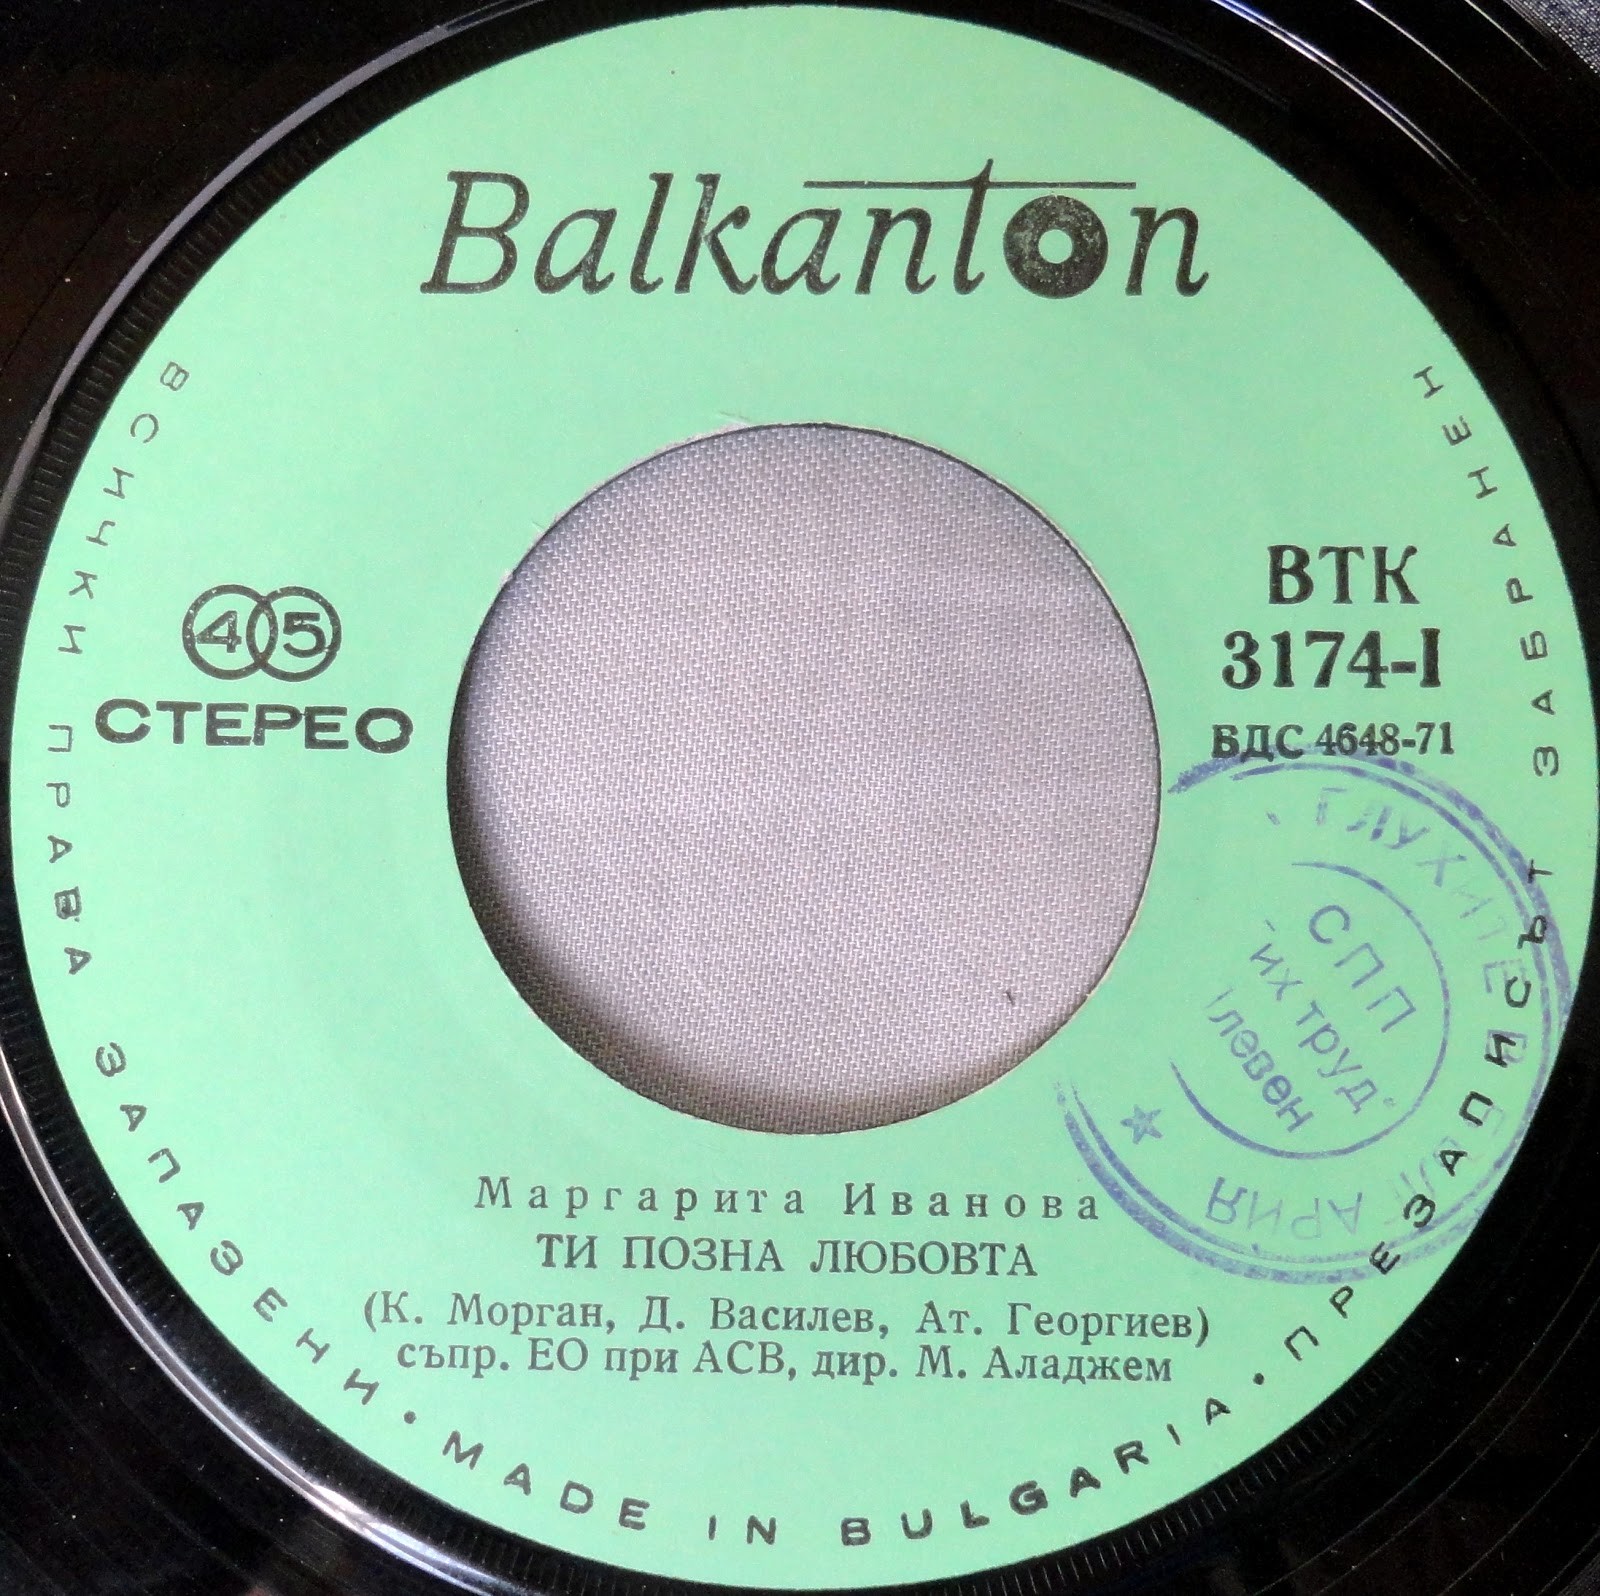 Balkanton
45
СТЕРЕО
ВТК
3174-I
БДС 4648-71
СПП
труд
Маргарита Иванова
ТИ ПОЗНА ЛЮБОВТА
(К. Морган, Д. Василев, Ат. Георгиев)
съпр. ЕО при АСВ, дир. М. Аладжем
ВСИЧКИ ПРАВА ЗАПАЗЕНИ · MADE IN BULGARIA · ПРЕЗАПИСЪТ ЗАБРАНЕН